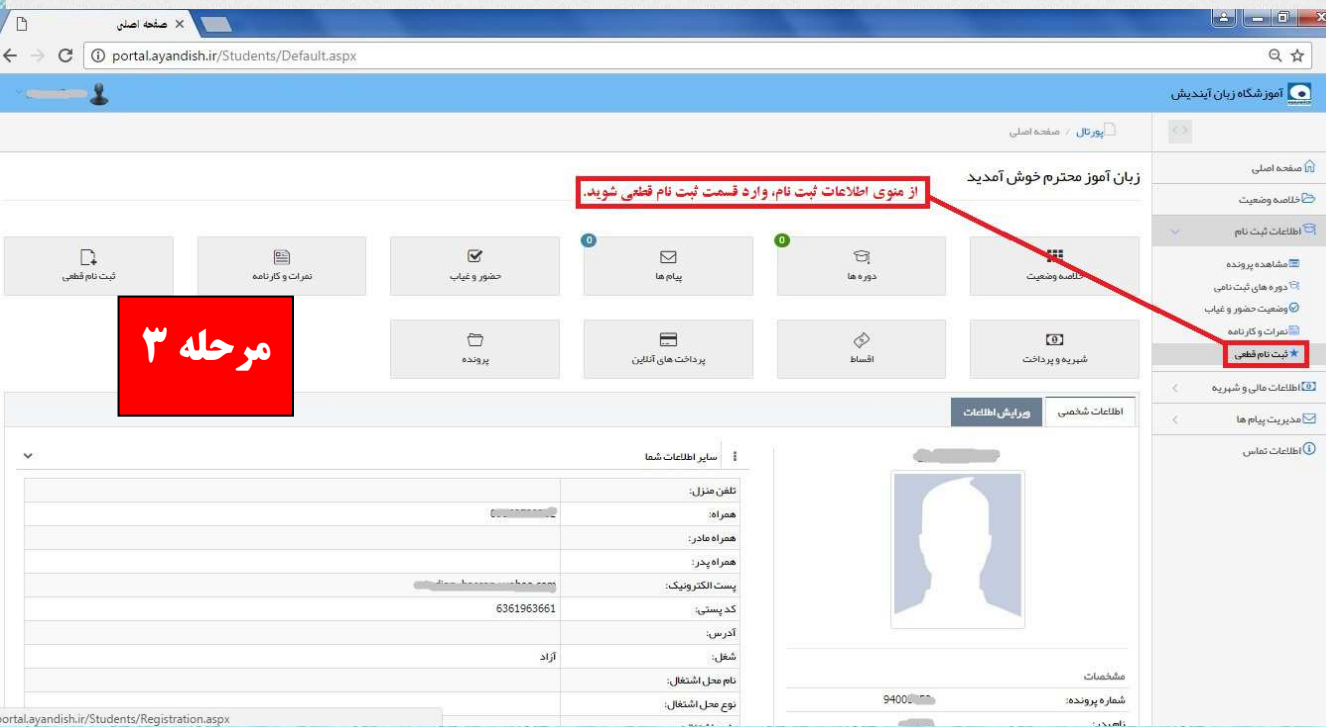 صفحه اصلی
portal.ayandish.ir/Students/Default.aspx
آموزشگاه زبان آیندیش
پورتال / صفحه اصلی
زبان آموز محترم خوش آمدید
از منوی اطلاعات ثبت نام، وارد قسمت ثبت نام قطعی شوید.
صفحه اصلی
خلاصه وضعیت
اطلاعات ثبت نام
مشاهده پرونده
دوره های ثبت نامی
وضعیت حضور و غیاب
نمرات و کارنامه
ثبت نام قطعی
اطلاعات مالی و شهریه
مدیریت پیام ها
اطلاعات تماس
خلاصه وضعیت
0
دوره ها
0
پیام ها
حضور و غیاب
نمرات و کارنامه
ثبت نام قطعی
شهریه و پرداخت
اقساط
پرداخت های آنلاین
پرونده
مرحله ۳
اطلاعات شخصی
ویرایش اطلاعات
سایر اطلاعات شما
تلفن منزل:
همراه:
همراه مادر:
همراه پدر:
پست الکترونیک:
کد پستی: 6361963661
آدرس:
شغل: آزاد
نام محل اشتغال:
نوع محل اشتغال:
مشخصات
شماره پرونده:
نام پدر:
portal.ayandish.ir/Students/Registration.aspx